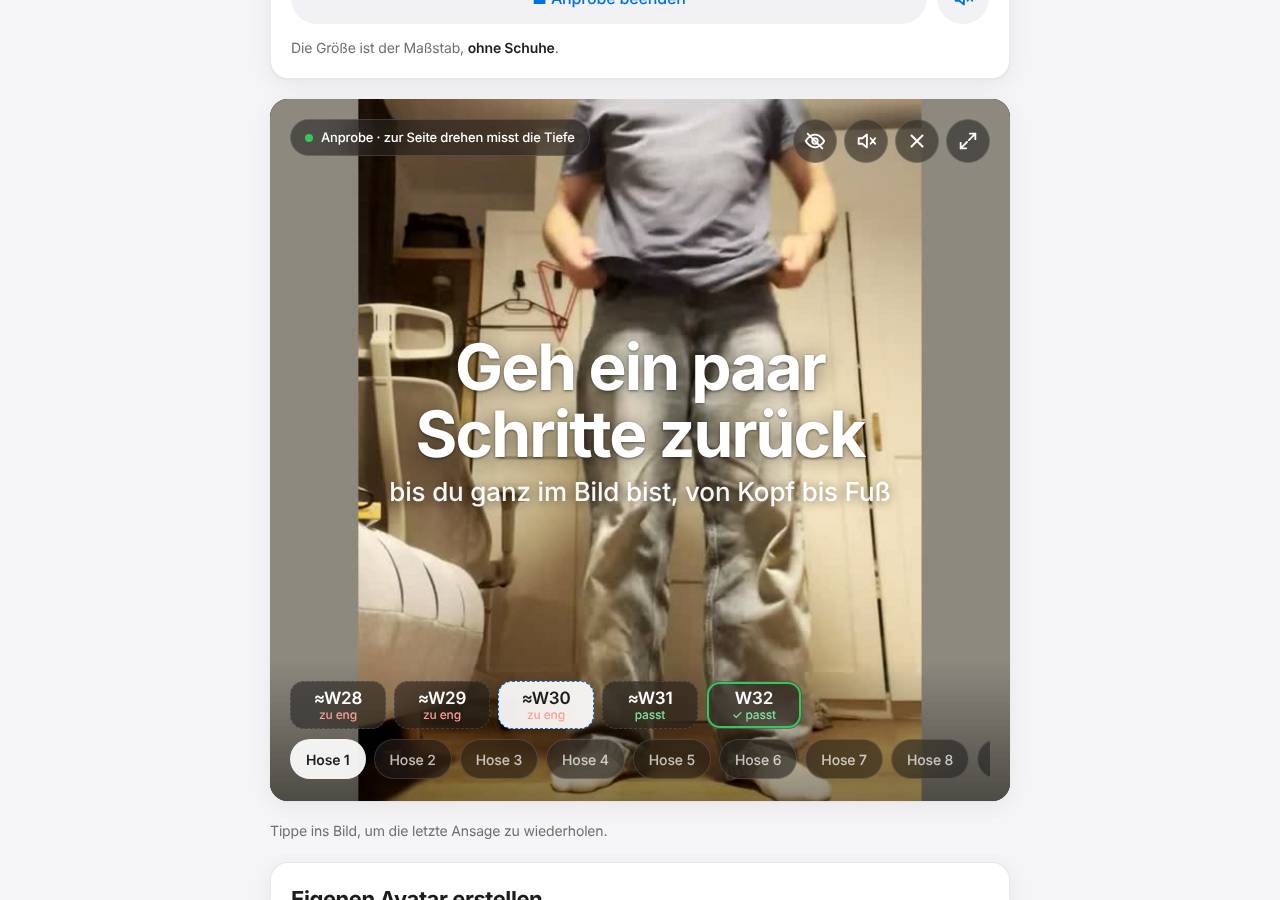 Anprobe beenden
Die Größe ist der Maßstab, ohne Schuhe.
Anprobe · zur Seite drehen misst die Tiefe
Geh ein paar
Schritte zurück
bis du ganz im Bild bist, von Kopf bis Fuß
≈W28 ≈W29 ≈W30 ≈W31 W32
zu eng zu eng zu eng passt ✓ passt
Hose 1 Hose 2 Hose 3 Hose 4 Hose 5 Hose 6 Hose 7 Hose 8
Tippe ins Bild, um die letzte Ansage zu wiederholen.
Eigenen Avatar erstellen